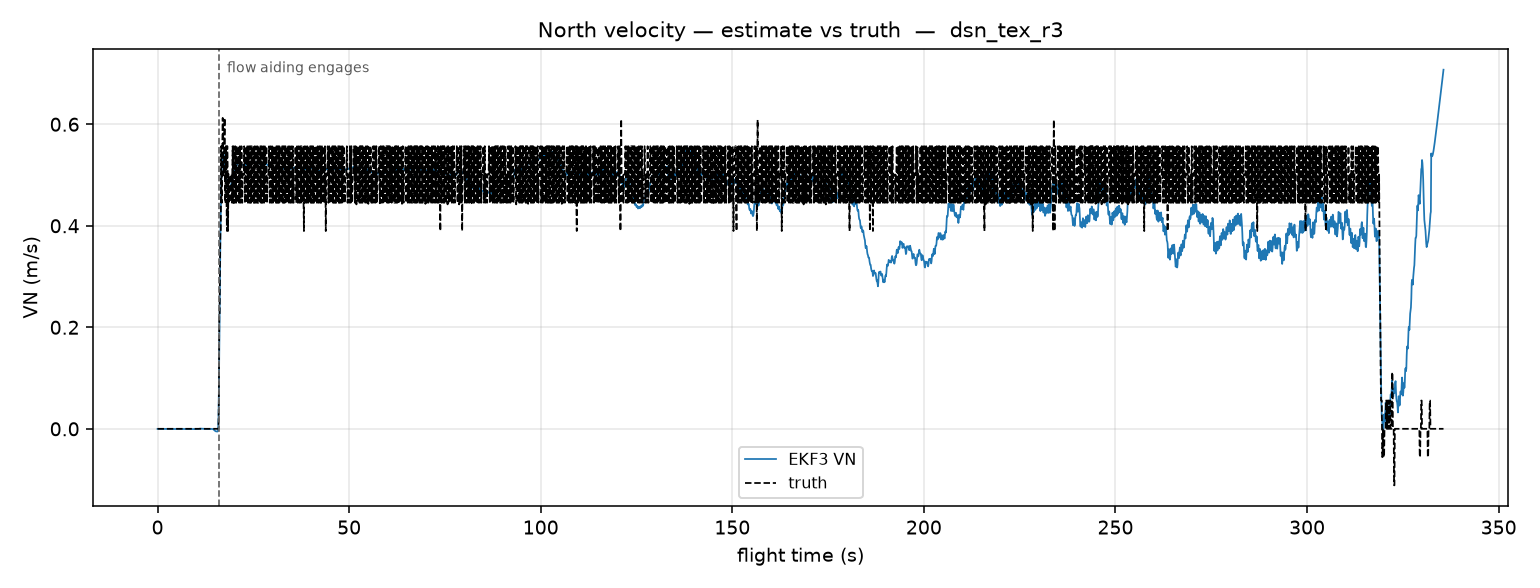 North velocity — estimate vs truth — dsn_tex_r3
flow aiding engages
VN (m/s)
0.6
0.4
0.2
0.0
EKF3 VN
truth
0 50 100 150 200 250 300 350
flight time (s)